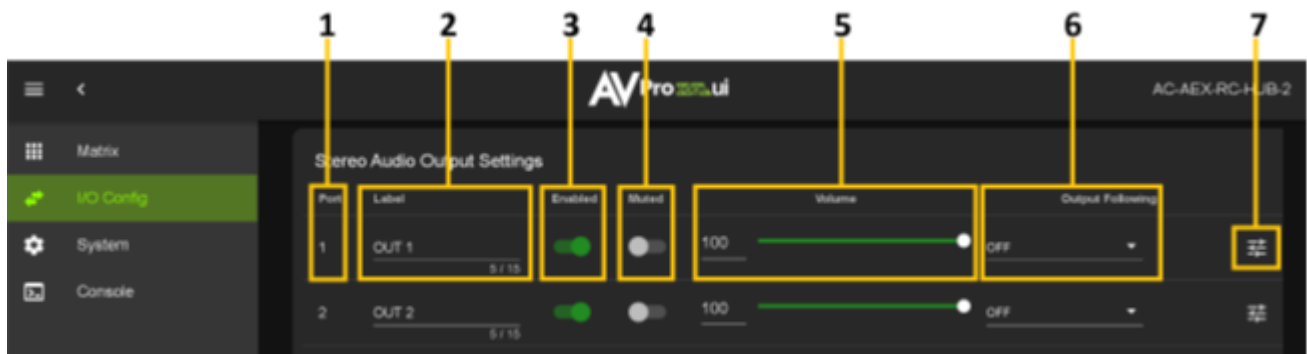 1 2 3 4 5 6 7
AVPro .ui AC-AEX-RC-HUB-2
Matrix
I/O Config
System
Console
Stereo Audio Output Settings
Port Label Enabled Muted Volume Output Following
1 OUT 1 100 OFF
5 / 15
2 OUT 2 100 OFF
5 / 15